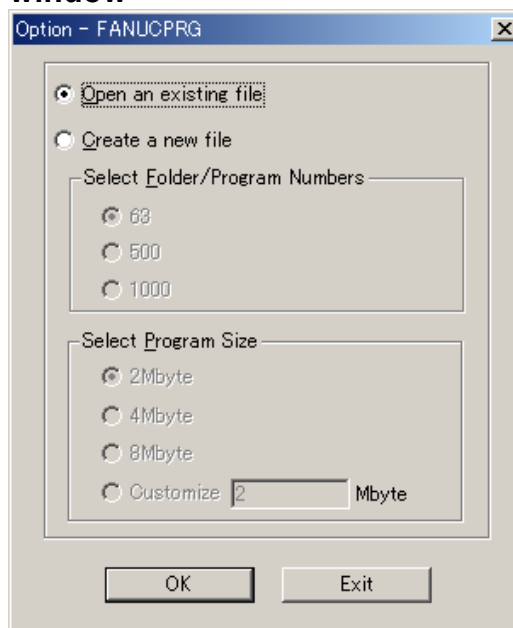 window
Option - FANUCPRG
Open an existing file
Create a new file
Select Folder/Program Numbers
63
500
1000
Select Program Size
2Mbyte
4Mbyte
8Mbyte
Customize 2 Mbyte
OK Exit